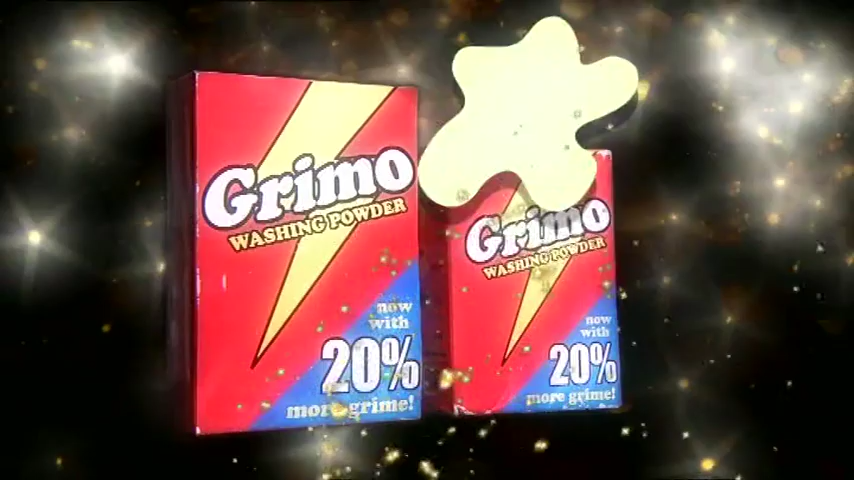 Grimo
WASHING POWDER
now
with
20%
more grime!
Grimo
WASHING POWDER
now
with
20%
more grime!